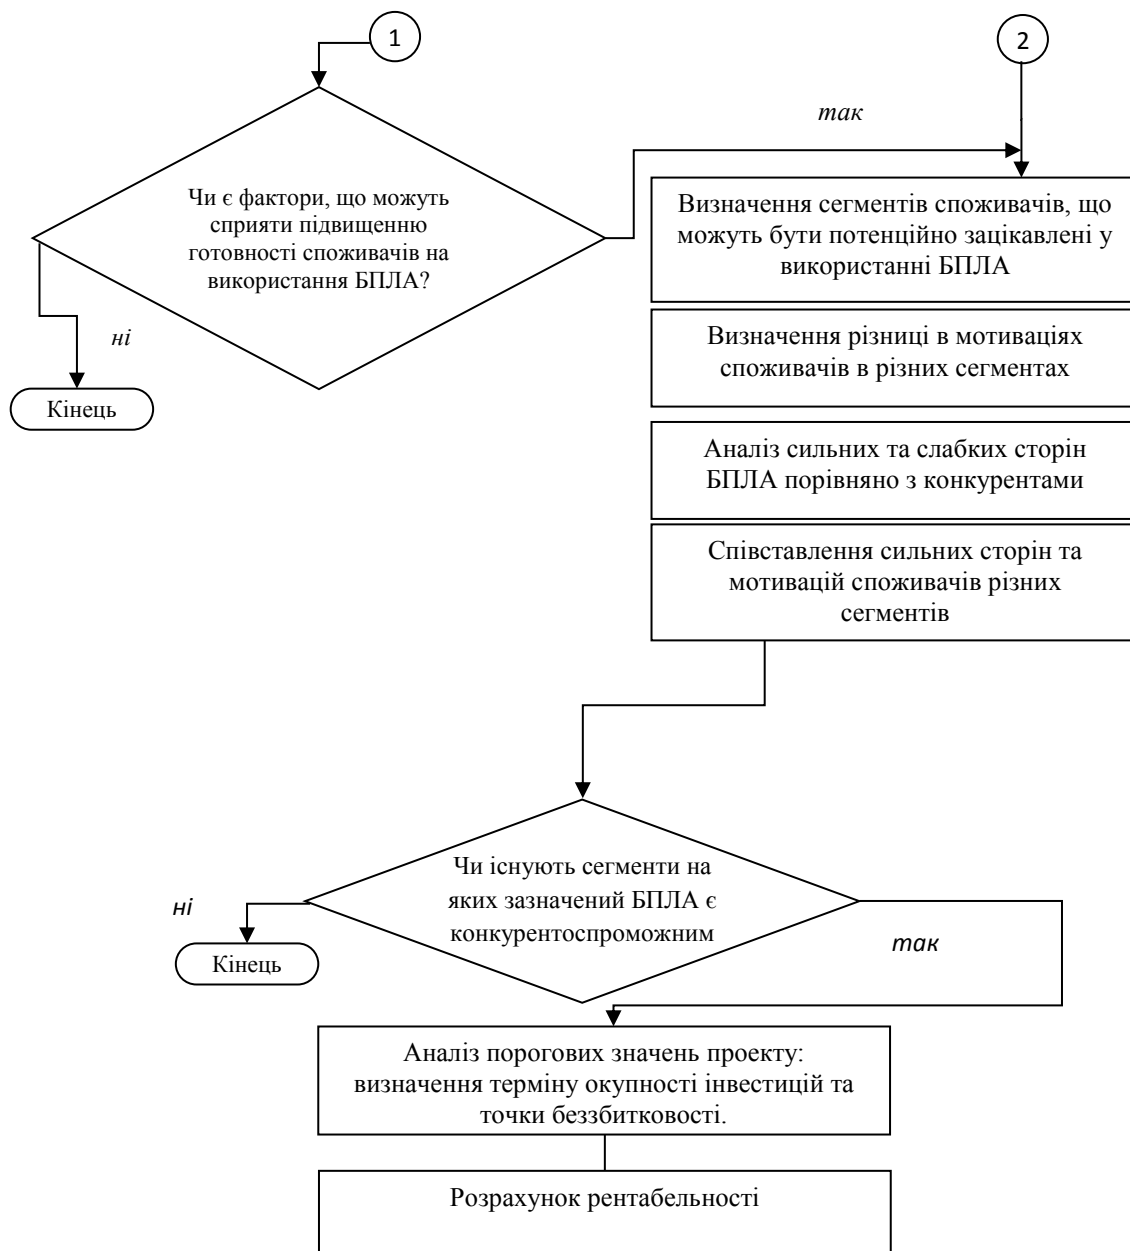 1
2
так
Чи є фактори, що можуть
сприяти підвищенню
готовності споживачів на
використання БПЛА?
Визначення сегментів споживачів, що
можуть бути потенційно зацікавлені у
використанні БПЛА
ні
Кінець
Визначення різниці в мотиваціях
споживачів в різних сегментах
Аналіз сильних та слабких сторін
БПЛА порівняно з конкурентами
Співставлення сильних сторін та
мотивацій споживачів різних
сегментів
Чи існують сегменти на
яких зазначений БПЛА є
конкурентоспроможним
ні
Кінець
так
Аналіз порогових значень проекту:
визначення терміну окупності інвестицій та
точки беззбитковості.
Розрахунок рентабельності